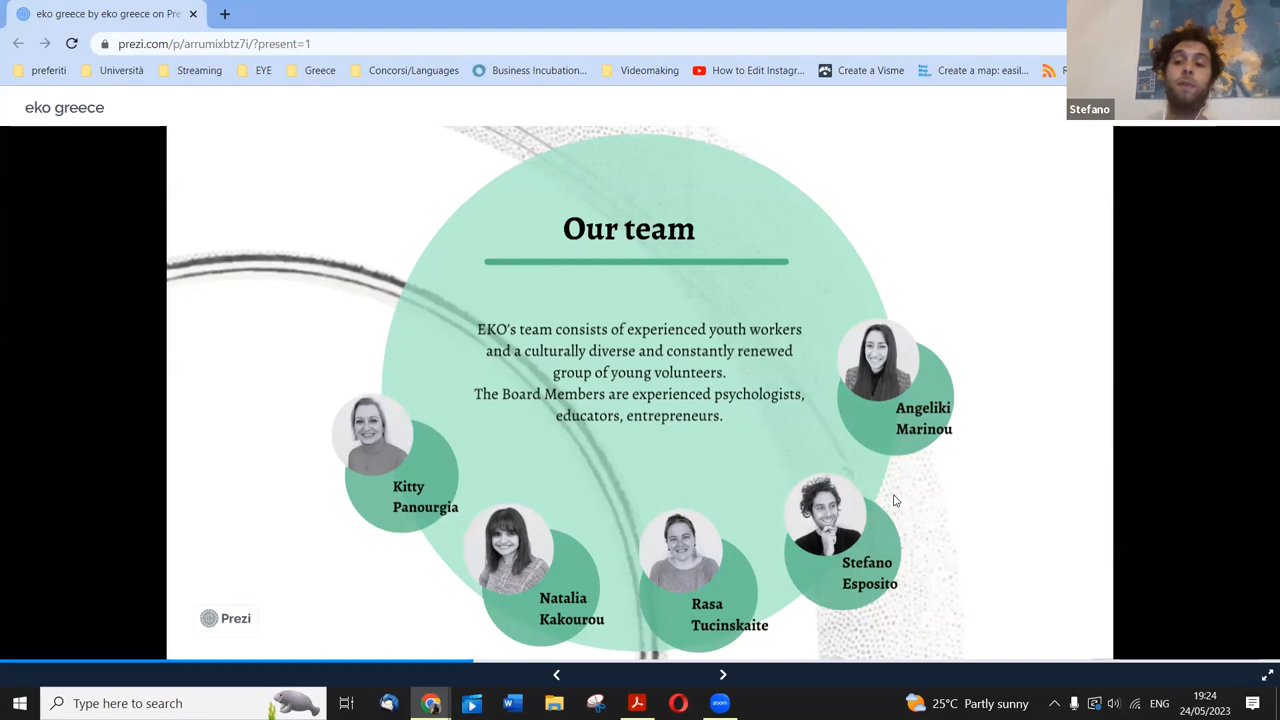 eko greece by eko greece on Prez
prezi.com/p/arrumixbtz7i/?present=1
preferiti
Università
Streaming
EYE
Greece
Concorsi/Languag
Business Incubation...
Videomaking
How to Edit Instagr...
Create a Visme
Create a map: easil...
Stefano
eko greece
Our team
EKO's team consists of experienced youth workers
and a culturally diverse and constantly renewed
group of young volunteers.
The Board Members are experienced psychologists,
educators, entrepreneurs.
Angeliki
Marinou
Kitty
Panourgia
Stefano
Esposito
Natalia
Kakourou
Rasa
Tucinskaite
Prezi
Type here to search
zoom
25°C Partly sunny
ENG
19:24
24/05/2023